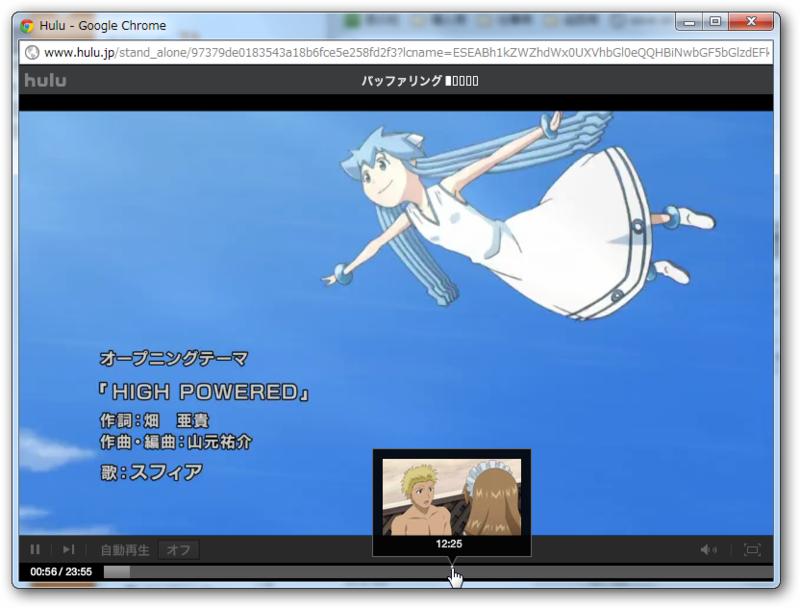 Hulu - Google Chrome
www.hulu.jp/stand_alone/97379de0183543a18b6fce5e258fd2f3?lcname=ESEABh1kZWZhdWx0UXVhbGl0eQQHBiNwbGF5bGlzdEFk
hulu
バッファリング
オープニングテーマ
「HIGH POWERED」
作詞:畑 亜貴
作曲・編曲:山元祐介
歌:スフィア
12:25
自動再生 オフ
00:56 / 23:55